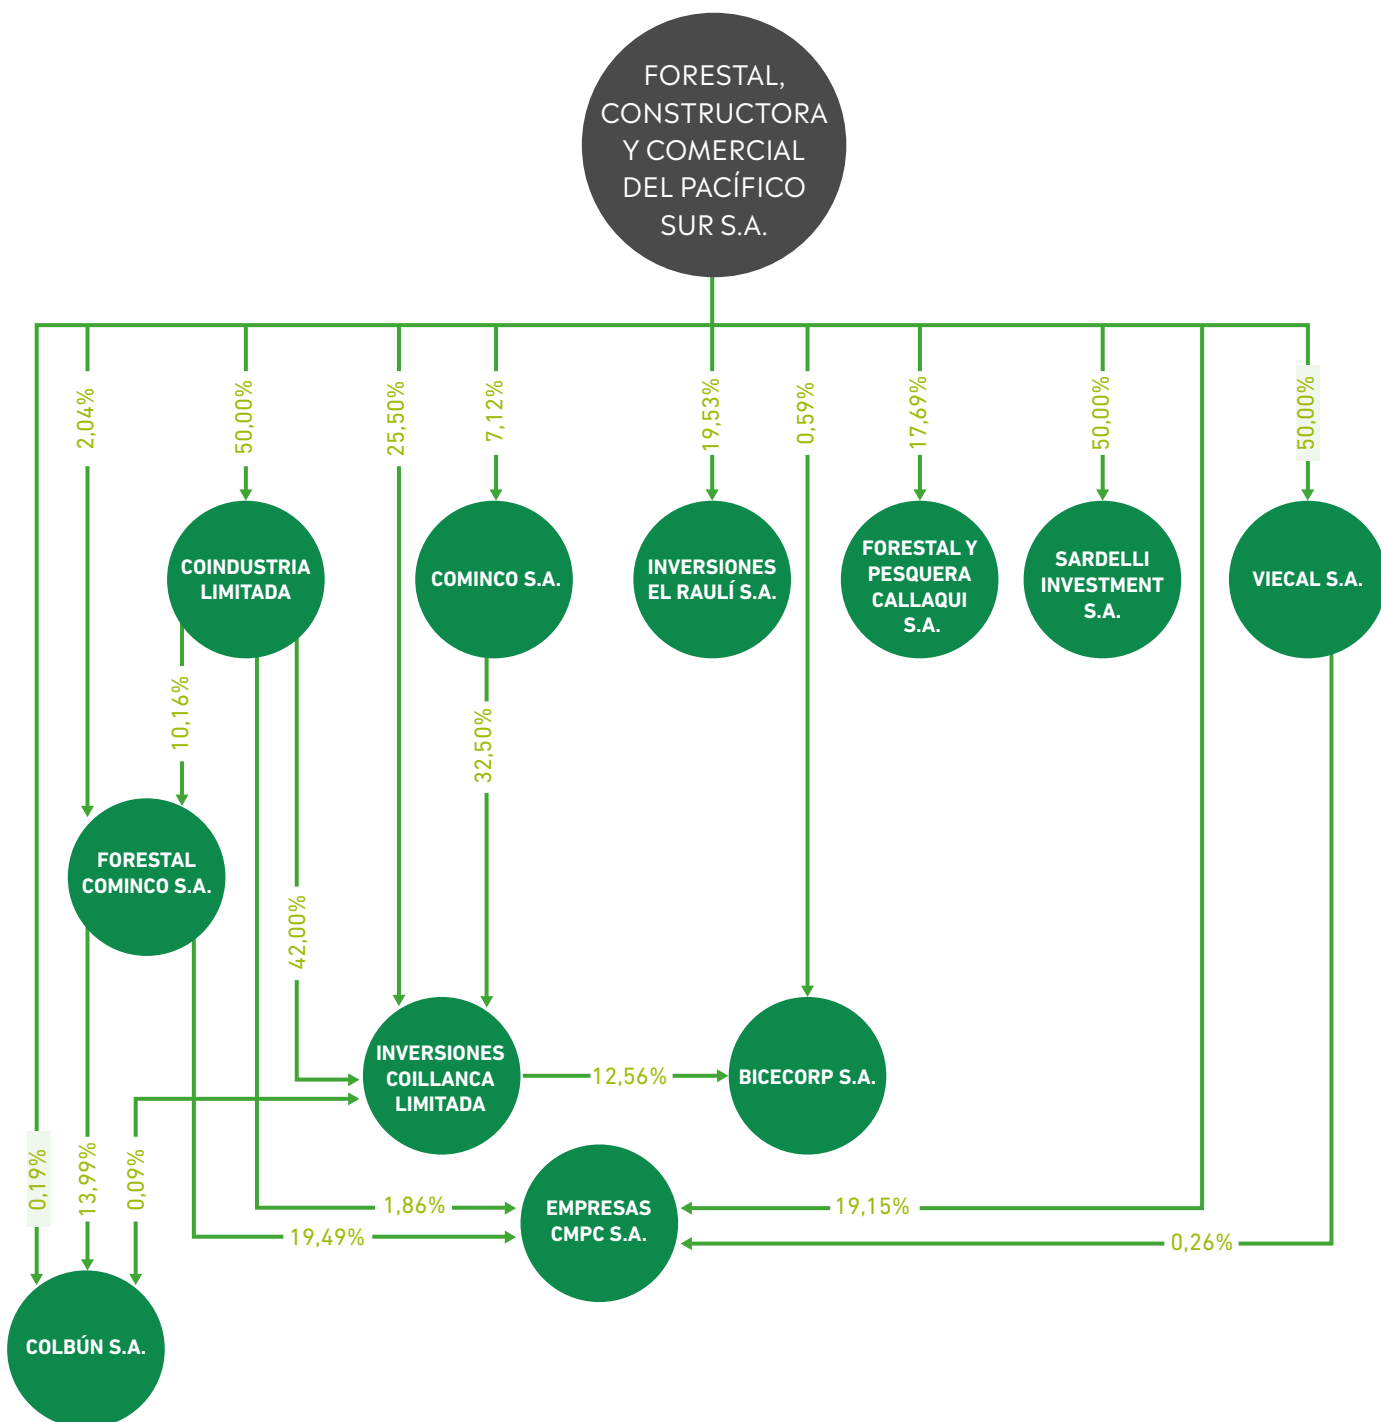 FORESTAL,
CONSTRUCTORA
Y COMERCIAL
DEL PACÍFICO
SUR S.A.
2,04%
50,00%
25,50%
7,12%
19,53%
0,59%
17,69%
50,00%
50,00%
COINDUSTRIA
LIMITADA
COMINCO S.A.
INVERSIONES
EL RAULÍ S.A.
FORESTAL Y
PESQUERA
CALLAQUI
S.A.
SARDELLI
INVESTMENT
S.A.
VIECAL S.A.
10,16%
32,50%
FORESTAL
COMINCO S.A.
42,00%
INVERSIONES
COILLANCA
LIMITADA
12,56%
BICECORP S.A.
0,19%
13,99%
0,09%
1,86%
19,49%
EMPRESAS
CMPC S.A.
19,15%
0,26%
COLBÚN S.A.